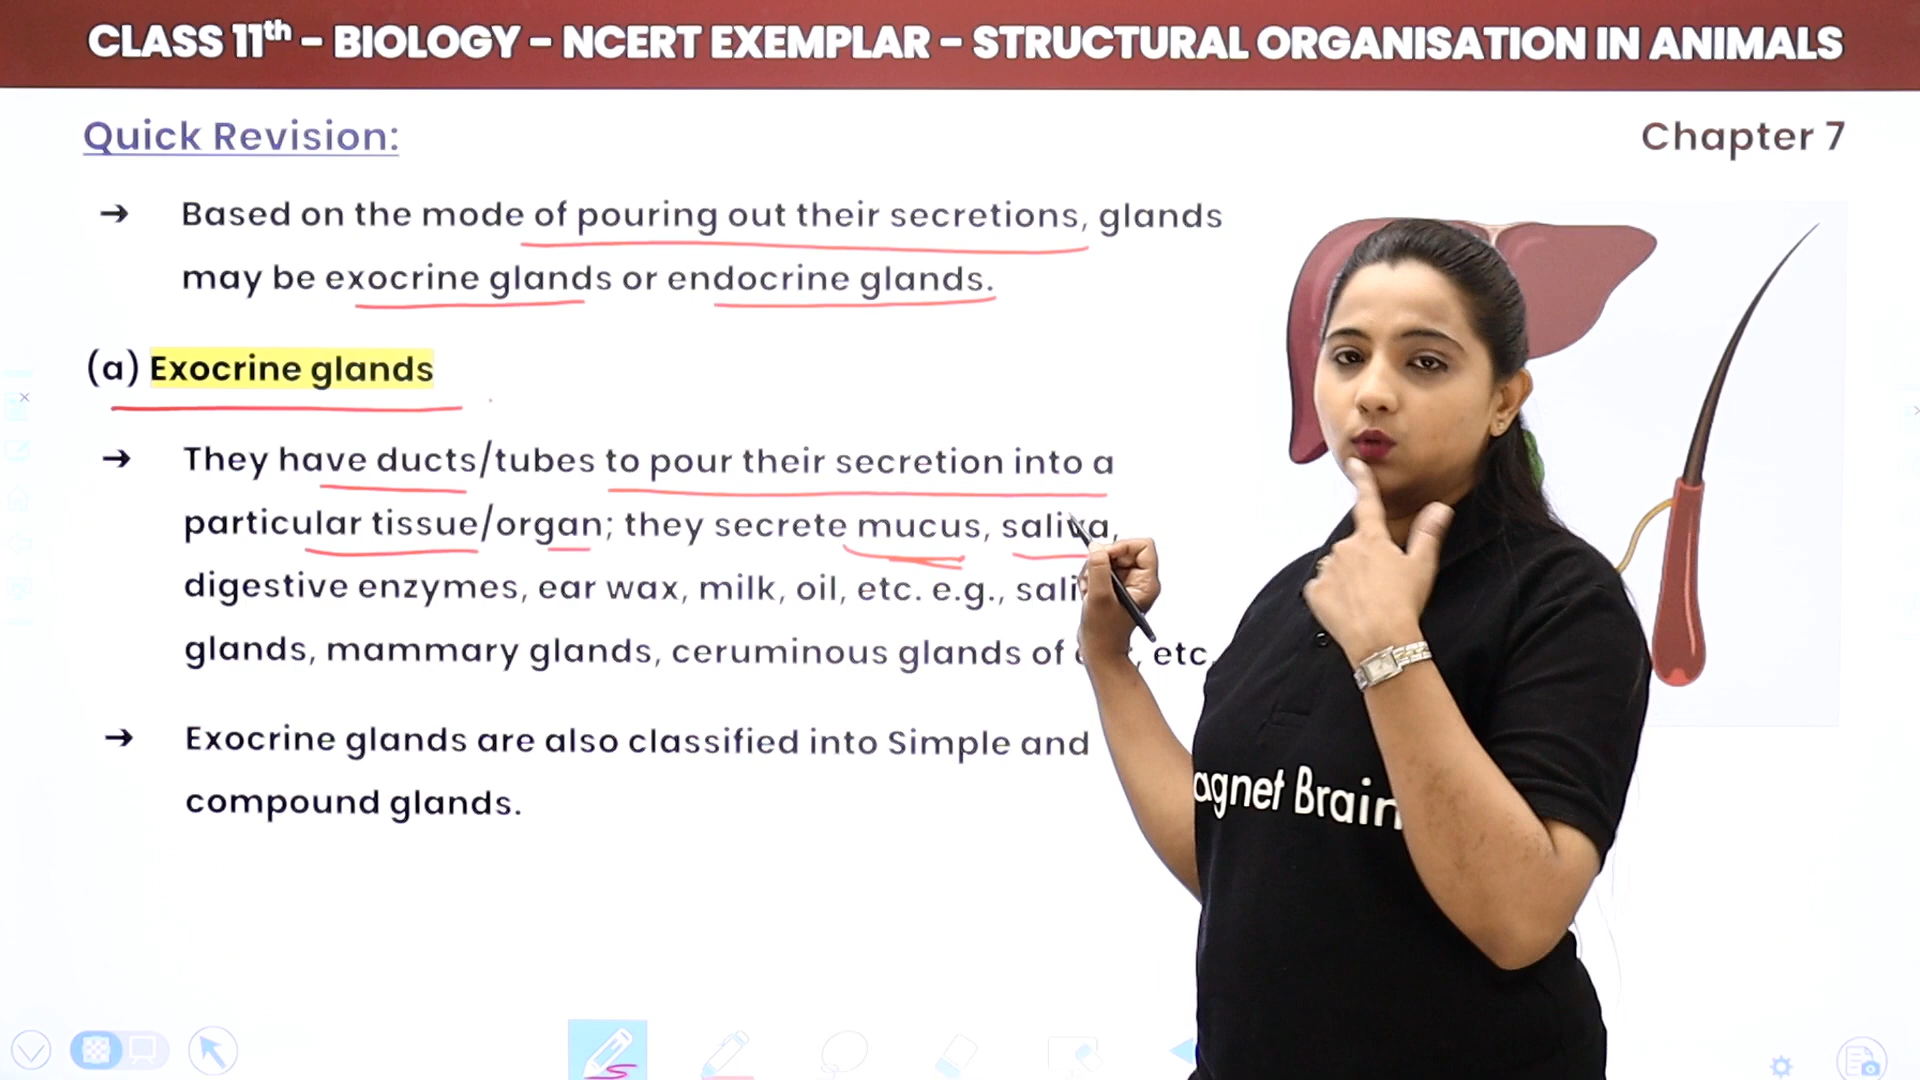 CLASS 11th – BIOLOGY – NCERT EXEMPLAR – STRUCTURAL ORGANISATION IN ANIMALS
Quick Revision:
Chapter 7
→ Based on the mode of pouring out their secretions, glands
may be exocrine glands or endocrine glands.
(a) Exocrine glands
→ They have ducts/tubes to pour their secretion into a
particular tissue/organ; they secrete mucus, saliva,
digestive enzymes, ear wax, milk, oil, etc. e.g., sali
glands, mammary glands, ceruminous glands of , etc.
→ Exocrine glands are also classified into Simple and
compound glands.
agnet Brain